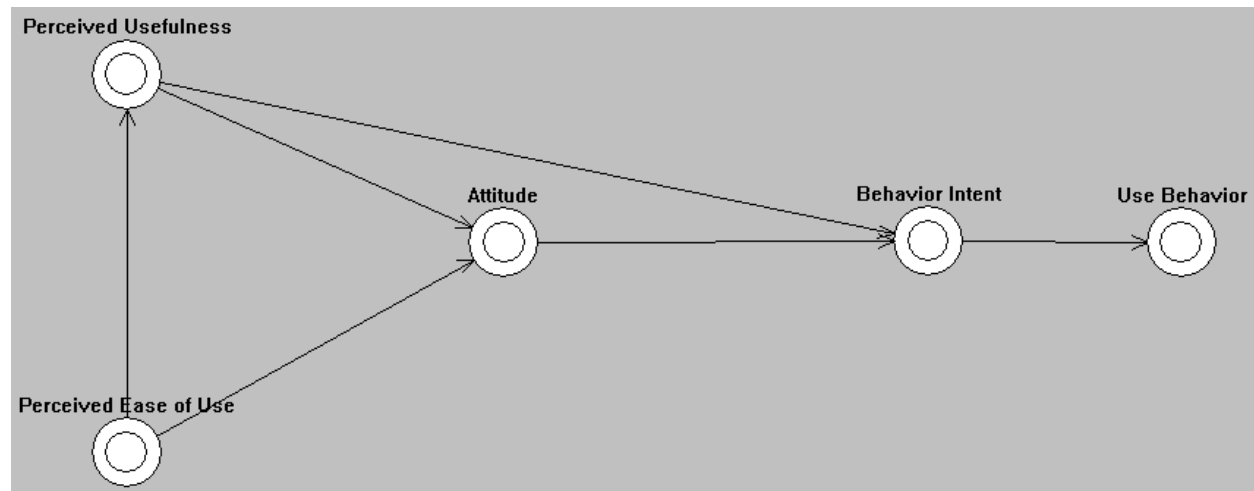 Perceived Usefulness
Attitude
Behavior Intent
Use Behavior
Perceived Ease of Use